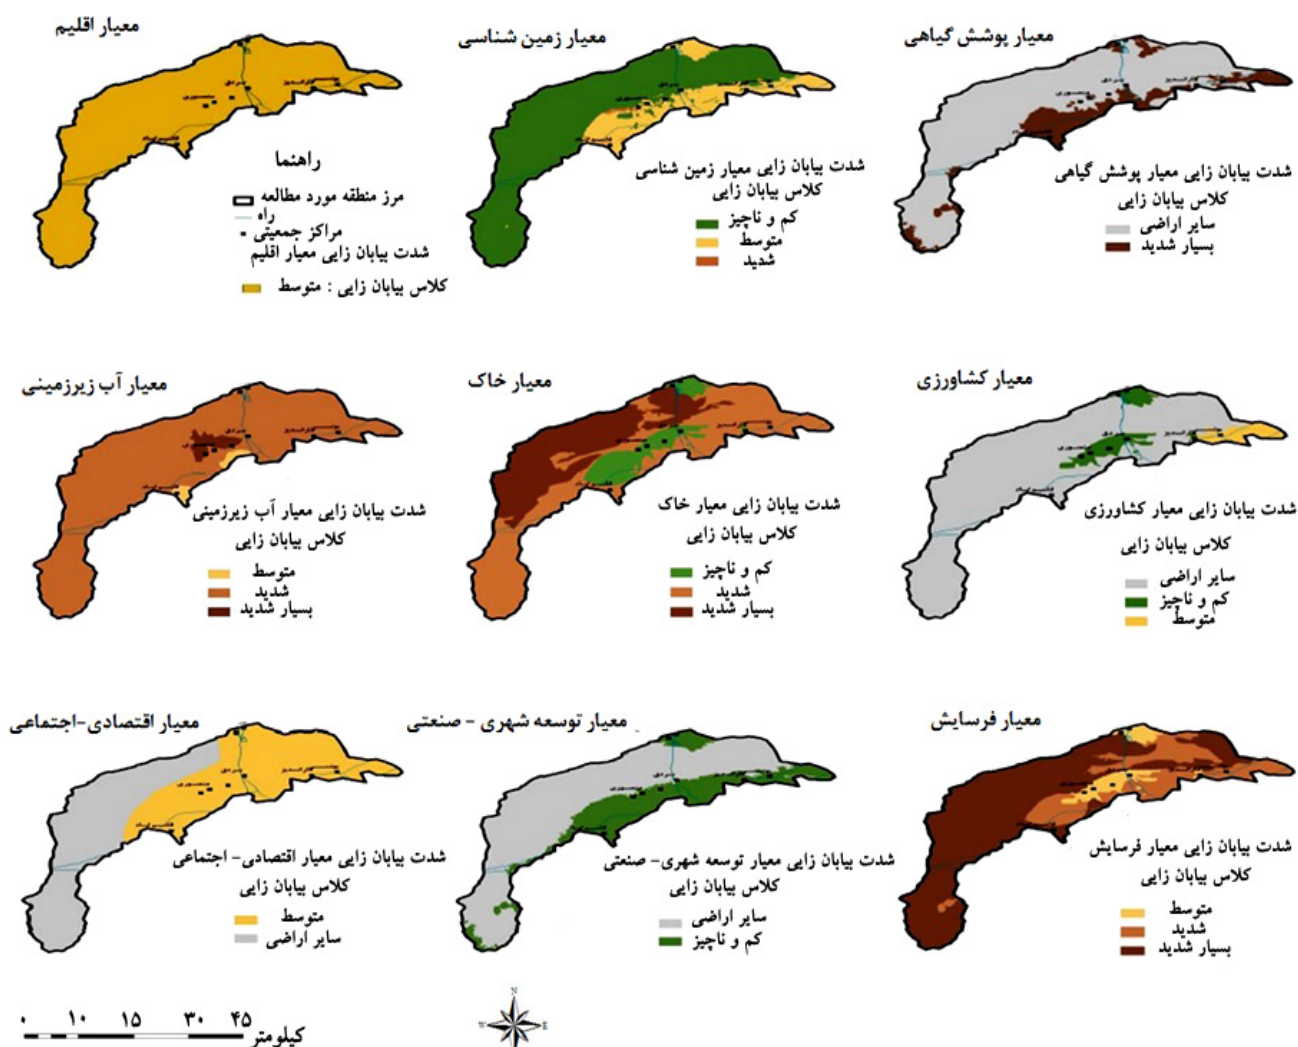 معیار پوشش گیاهی
شدت بیابان زایی معیار پوشش گیاهی
کلاس بیابان زایی
سایر اراضی
بسیار شدید
معیار زمین شناسی
شدت بیابان زایی معیار زمین شناسی
کلاس بیابان زایی
کم و ناچیز
متوسط
شدید
معیار اقلیم
راهنما
مرز منطقه مورد مطالعه
راه
مراکز جمعیتی
شدت بیابان زایی معیار اقلیم
کلاس بیابان زایی : متوسط
معیار کشاورزی
شدت بیابان زایی معیار کشاورزی
کلاس بیابان زایی
سایر اراضی
کم و ناچیز
متوسط
معیار خاک
شدت بیابان زایی معیار خاک
کلاس بیابان زایی
کم و ناچیز
شدید
بسیار شدید
معیار آب زیرزمینی
شدت بیابان زایی معیار آب زیرزمینی
کلاس بیابان زایی
متوسط
شدید
بسیار شدید
معیار فرسایش
شدت بیابان زایی معیار فرسایش
کلاس بیابان زایی
متوسط
شدید
بسیار شدید
معیار توسعه شهری - صنعتی
شدت بیابان زایی معیار توسعه شهری- صنعتی
کلاس بیابان زایی
سایر اراضی
کم و ناچیز
معیار اقتصادی-اجتماعی
شدت بیابان زایی معیار اقتصادی- اجتماعی
کلاس بیابان زایی
متوسط
سایر اراضی
۰ ۱۰ ۱۵ ۳۰ ۴۵
کیلومتر
N
W E